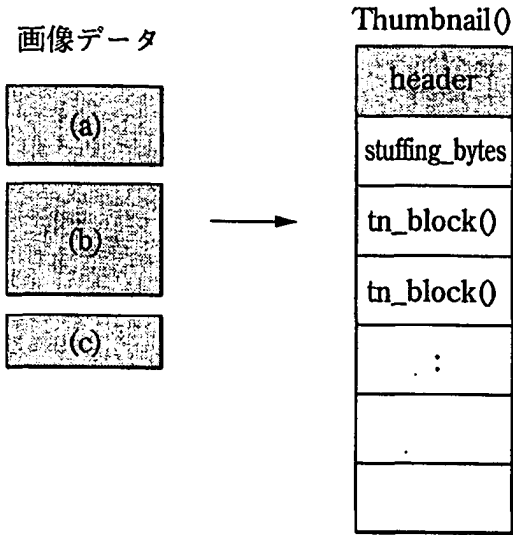 画像データ
(a)
(b)
(c)
Thumbnail()
header
stuffing_bytes
tn_block()
tn_block()
: